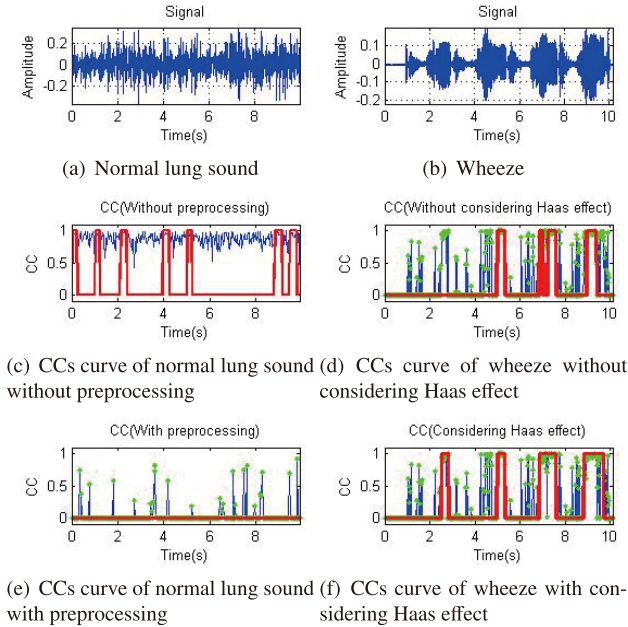 Signal
Signal
Amplitude
0.2
0
-0.2
0 2 4 6 8
Time(s)
Amplitude
0.1
0
-0.1
-0.2
0 2 4 6 8 10
Time(s)
(a) Normal lung sound
(b) Wheeze
CC(Without preprocessing)
CC
1
0.5
0
0 2 4 6 8
Time(s)
CC(Without considering Haas effect)
CC
1
0.5
0
0 2 4 6 8 10
Time(s)
(c) CCs curve of normal lung sound
without preprocessing
(d) CCs curve of wheeze without
considering Haas effect
CC(With preprocessing)
CC
1
0.5
0
0 2 4 6 8
Time(s)
CC(Considering Haas effect)
CC
1
0.5
0
0 2 4 6 8 10
Time(s)
(e) CCs curve of normal lung sound
with preprocessing
(f) CCs curve of wheeze with con-
sidering Haas effect